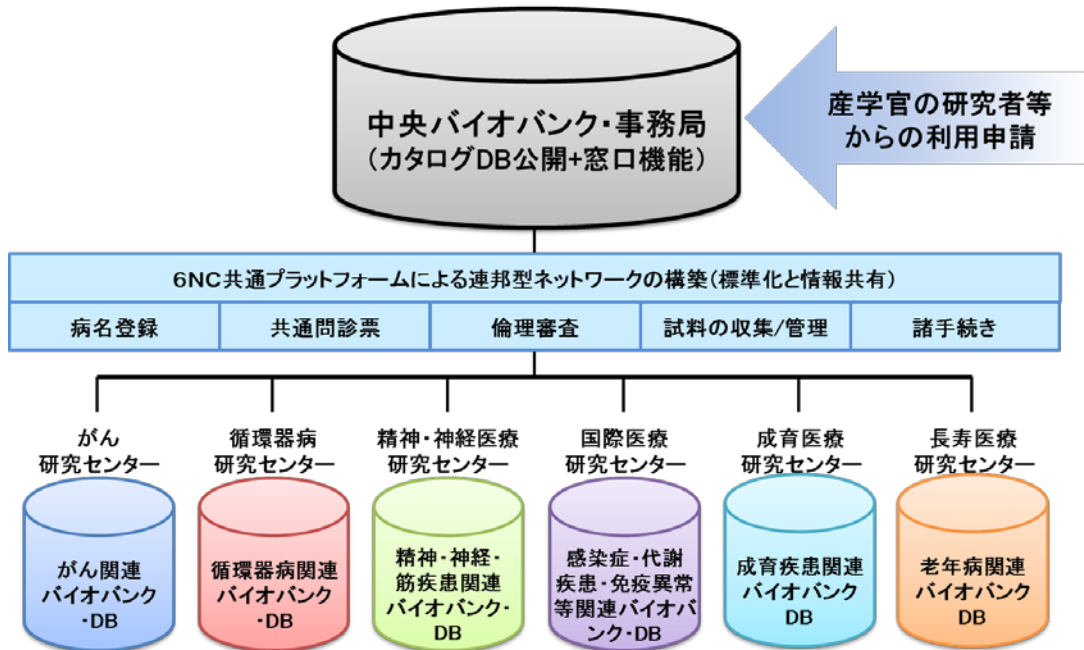 中央バイオバンク・事務局
(カタログDB公開+窓口機能)
産学官の研究者等
からの利用申請
6NC共通プラットフォームによる連邦型ネットワークの構築(標準化と情報共有)
病名登録
共通問診票
倫理審査
試料の収集/管理
諸手続き
がん
研究センター
循環器病
研究センター
精神・神経医療
研究センター
国際医療
研究センター
成育医療
研究センター
長寿医療
研究センター
がん関連
バイオバンク
・DB
循環器病関連
バイオバンク
・DB
精神・神経・
筋疾患関連
バイオバンク・
DB
感染症・代謝
疾患・免疫異常
等関連バイオバ
ンク・DB
成育疾患関連
バイオバンク
DB
老年病関連
バイオバンク
DB